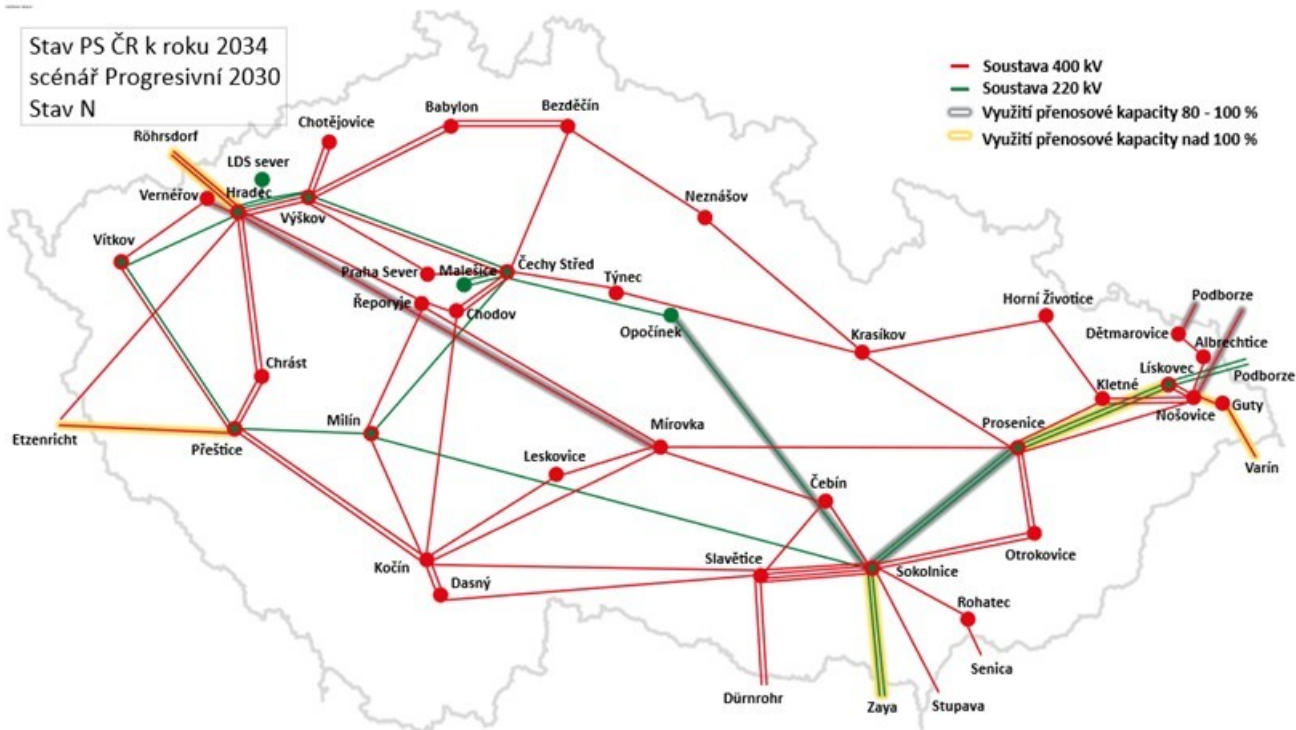 Stav PS ČR k roku 2034
scénář Progresivní 2030
Stav N
Soustava 400 kV
Soustava 220 kV
Využití přenosové kapacity 80 - 100 %
Využití přenosové kapacity nad 100 %
Babylon
Bezděčín
Chotějovice
Röhrsdorf
LDS sever
Vernéřov
Hradec
Výškov
Neznášov
Vítkov
Praha Sever
Malešice
Čechy Střed
Týnec
Řeporyje
Chodov
Opočínek
Krasíkov
Horní Životice
Podborze
Dětmarovice
Albrechtice
Lískovec
Podborze
Kletné
Nošovice
Guty
Varín
Chrást
Etzenricht
Přeštice
Milín
Mírovka
Leskovice
Prosenice
Čebín
Otrokovice
Kočín
Dasný
Slavětice
Sokolnice
Rohatec
Senica
Dürnrohr
Zaya
Stupava